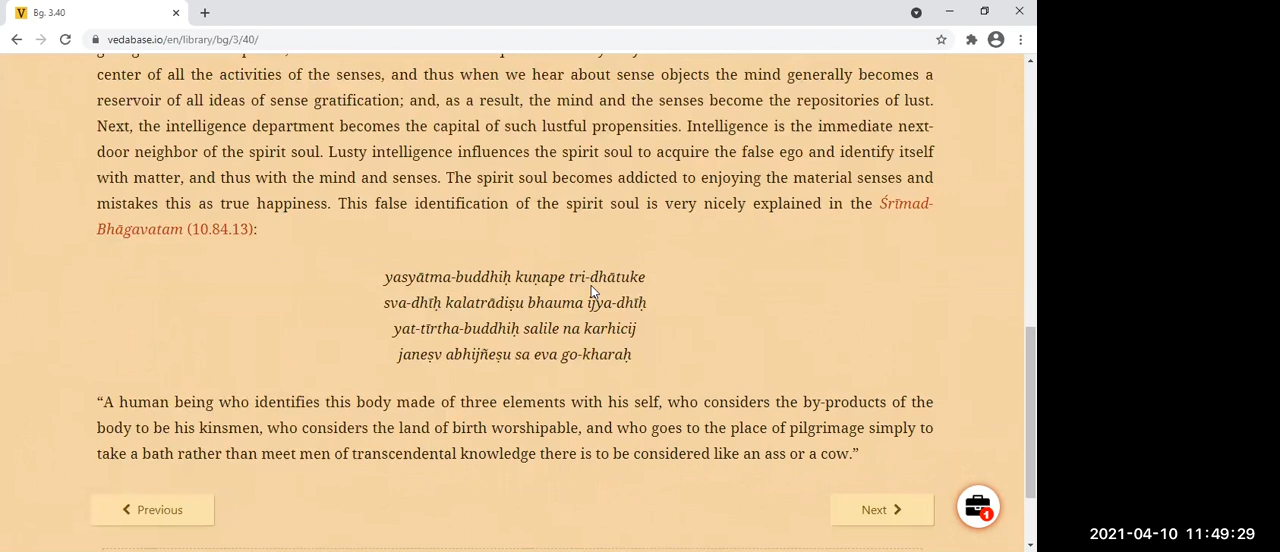 Bg. 3.40
vedabase.io/en/library/bg/3/40/
center of all the activities of the senses, and thus when we hear about sense objects the mind generally becomes a
reservoir of all ideas of sense gratification; and, as a result, the mind and the senses become the repositories of lust.
Next, the intelligence department becomes the capital of such lustful propensities. Intelligence is the immediate next-
door neighbor of the spirit soul. Lusty intelligence influences the spirit soul to acquire the false ego and identify itself
with matter, and thus with the mind and senses. The spirit soul becomes addicted to enjoying the material senses and
mistakes this as true happiness. This false identification of the spirit soul is very nicely explained in the Śrīmad-
Bhāgavatam (10.84.13):
yasyātma-buddhiḥ kuṇape tri-dhātuke
sva-dhīḥ kalatrādiṣu bhauma ijya-dhīḥ
yat-tīrtha-buddhiḥ salile na karhicij
janeṣv abhijñeṣu sa eva go-kharaḥ
“A human being who identifies this body made of three elements with his self, who considers the by-products of the
body to be his kinsmen, who considers the land of birth worshipable, and who goes to the place of pilgrimage simply to
take a bath rather than meet men of transcendental knowledge there is to be considered like an ass or a cow.”
Previous
Next
1
2021-04-10 11:49:29